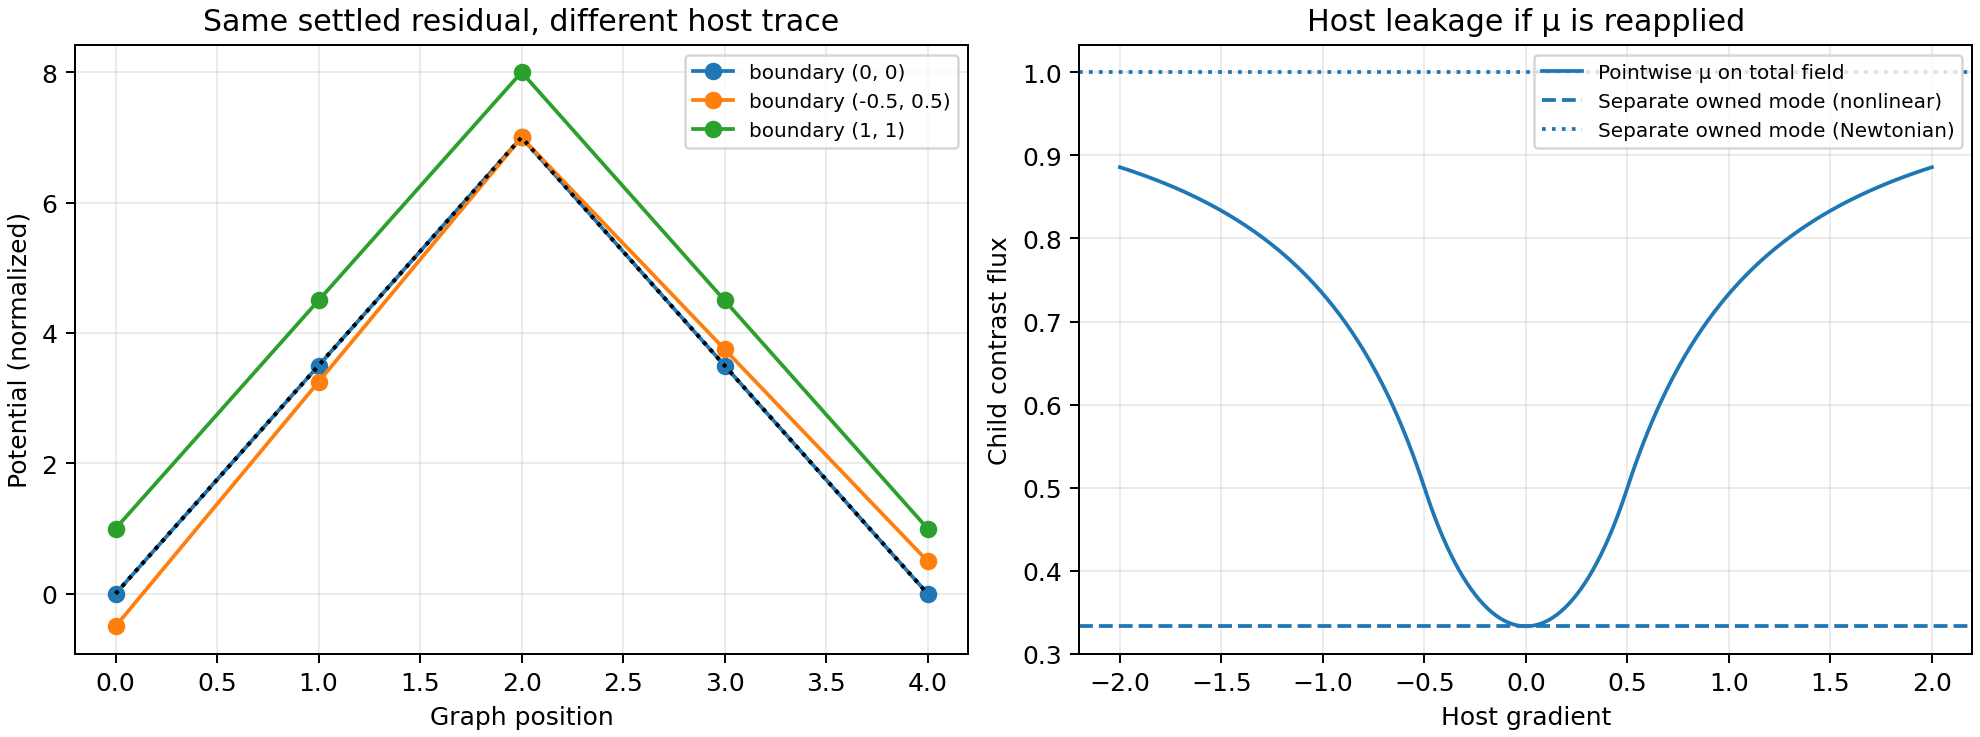 Same settled residual, different host trace
boundary (0, 0)
boundary (-0.5, 0.5)
boundary (1, 1)
Potential (normalized)
8
6
4
2
0
0.0 0.5 1.0 1.5 2.0 2.5 3.0 3.5 4.0
Graph position
Host leakage if μ is reapplied
Pointwise μ on total field
Separate owned mode (nonlinear)
Separate owned mode (Newtonian)
Child contrast flux
1.0
0.9
0.8
0.7
0.6
0.5
0.4
0.3
−2.0 −1.5 −1.0 −0.5 0.0 0.5 1.0 1.5 2.0
Host gradient